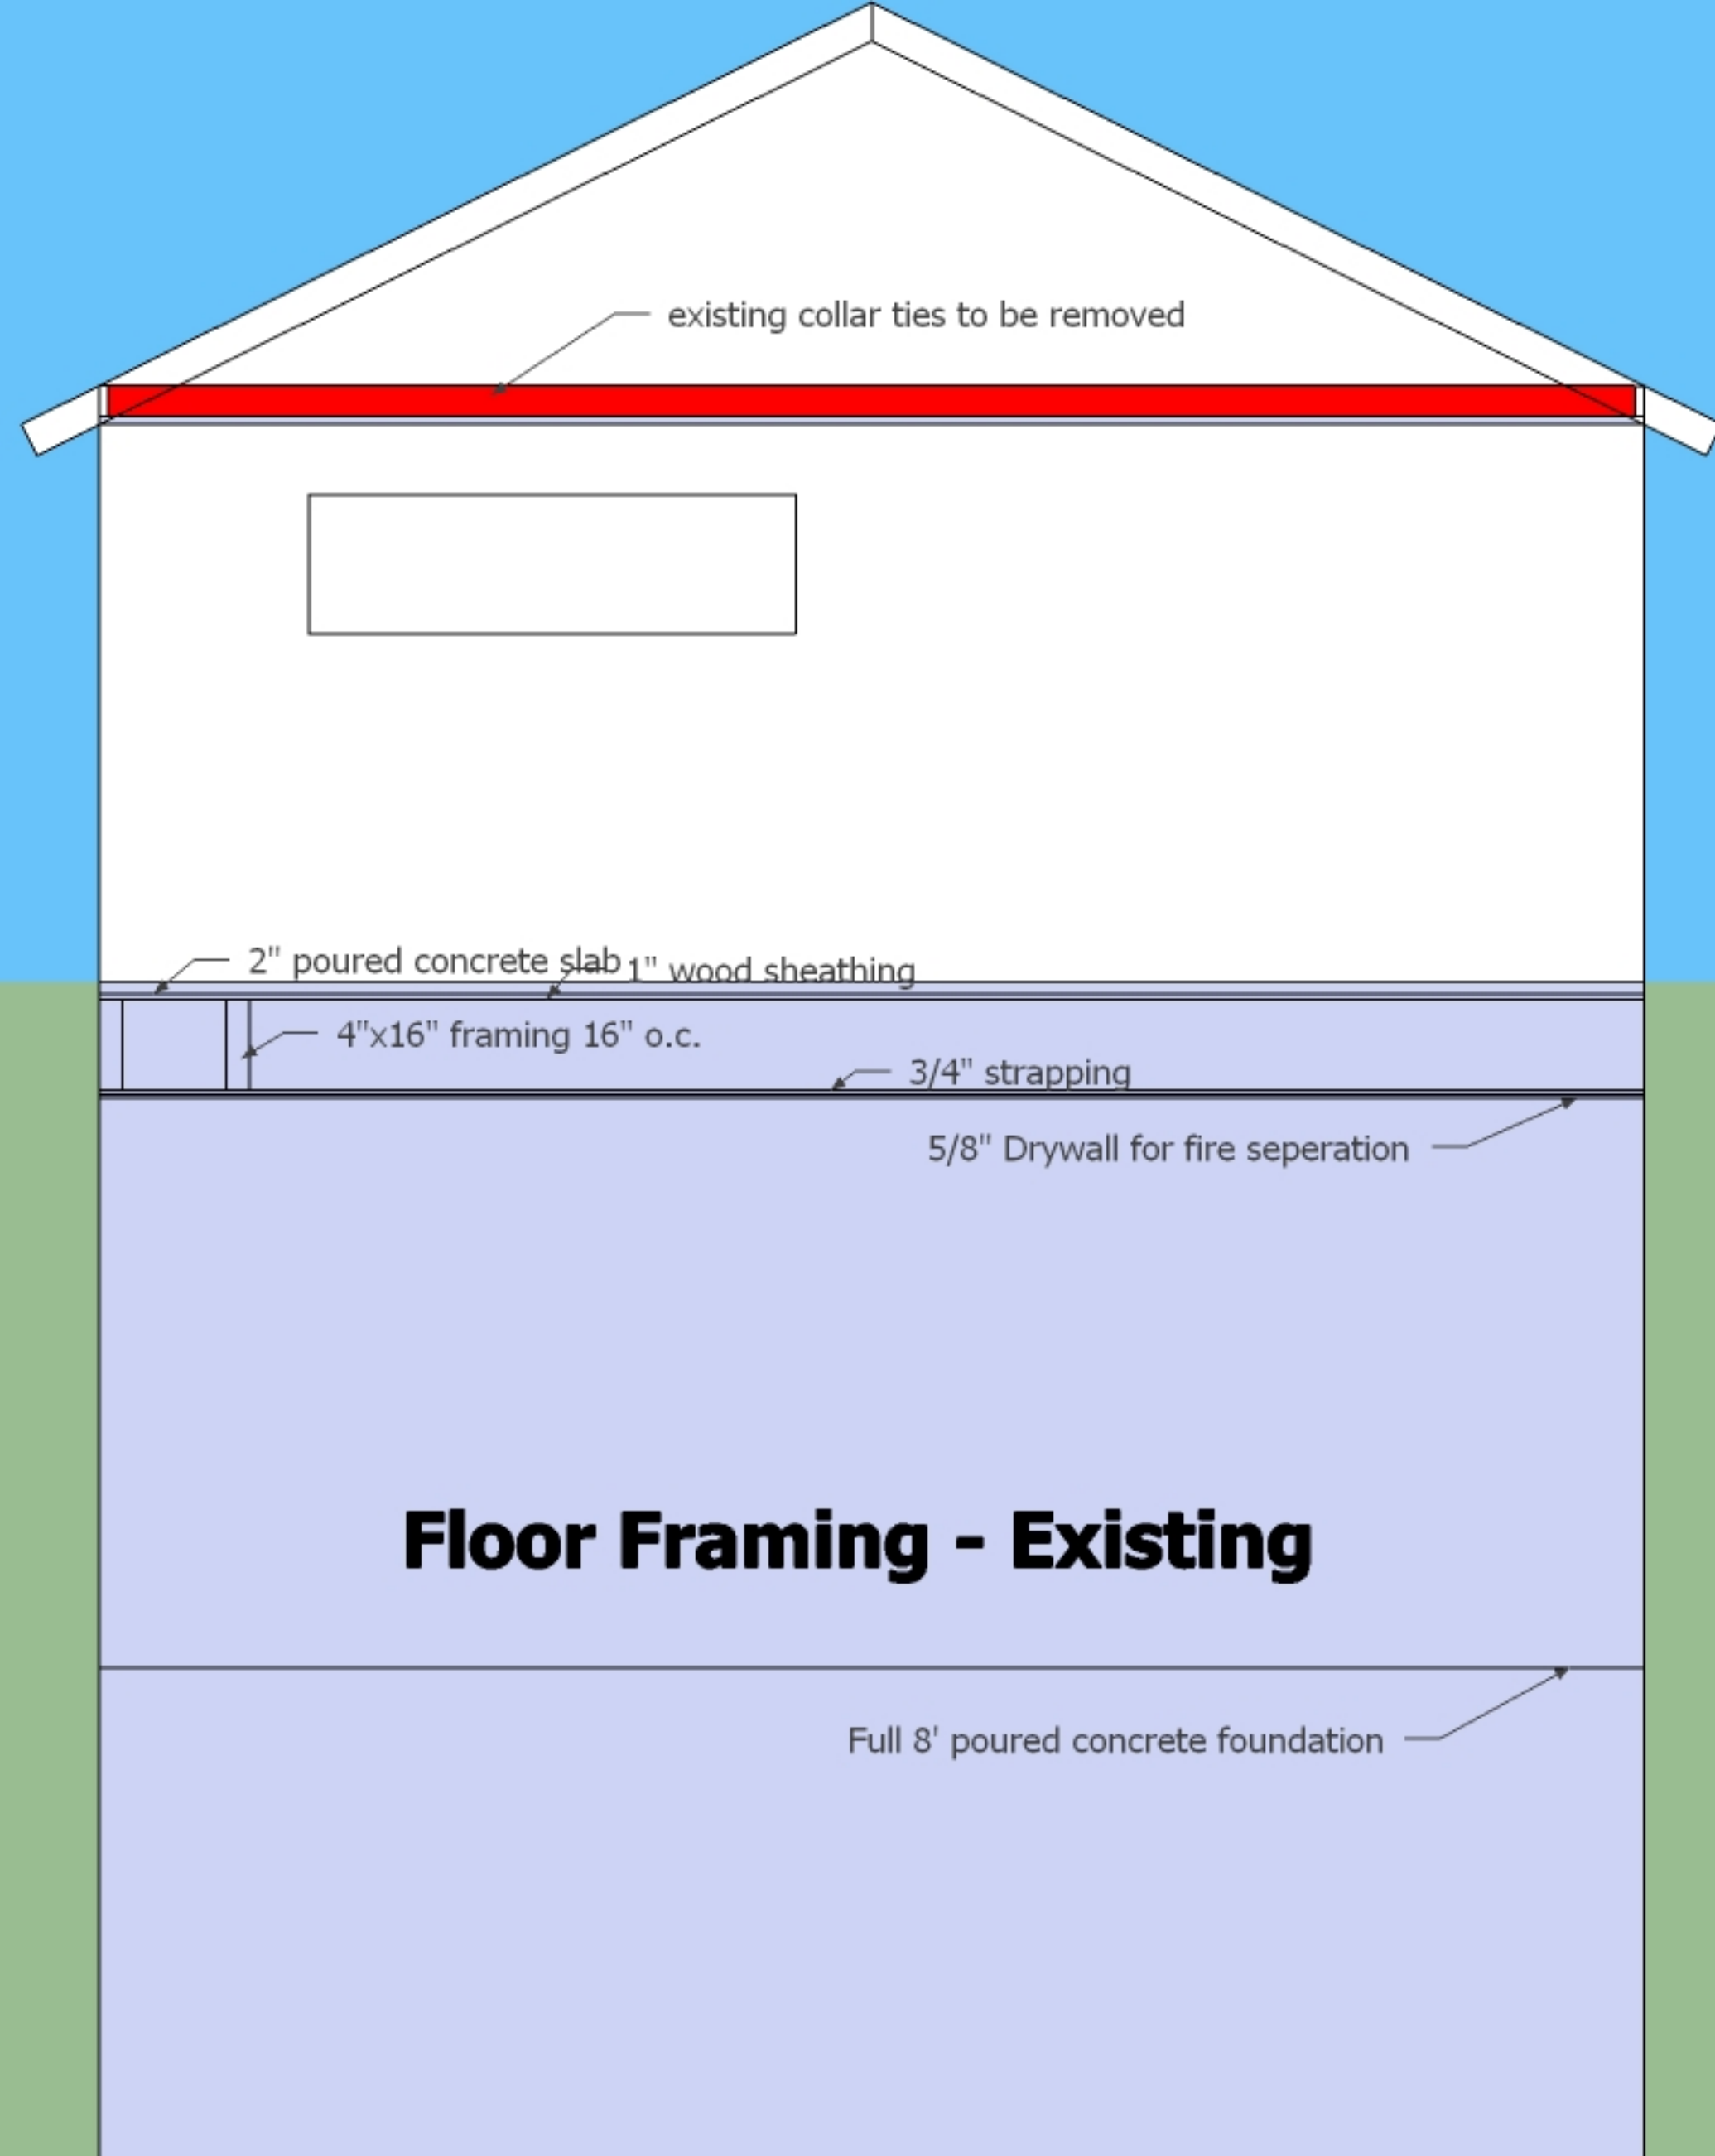 existing collar ties to be removed
2" poured concrete slab
1" wood sheathing
4"x16" framing 16" o.c.
3/4" strapping
5/8" Drywall for fire seperation
Floor Framing - Existing
Full 8' poured concrete foundation